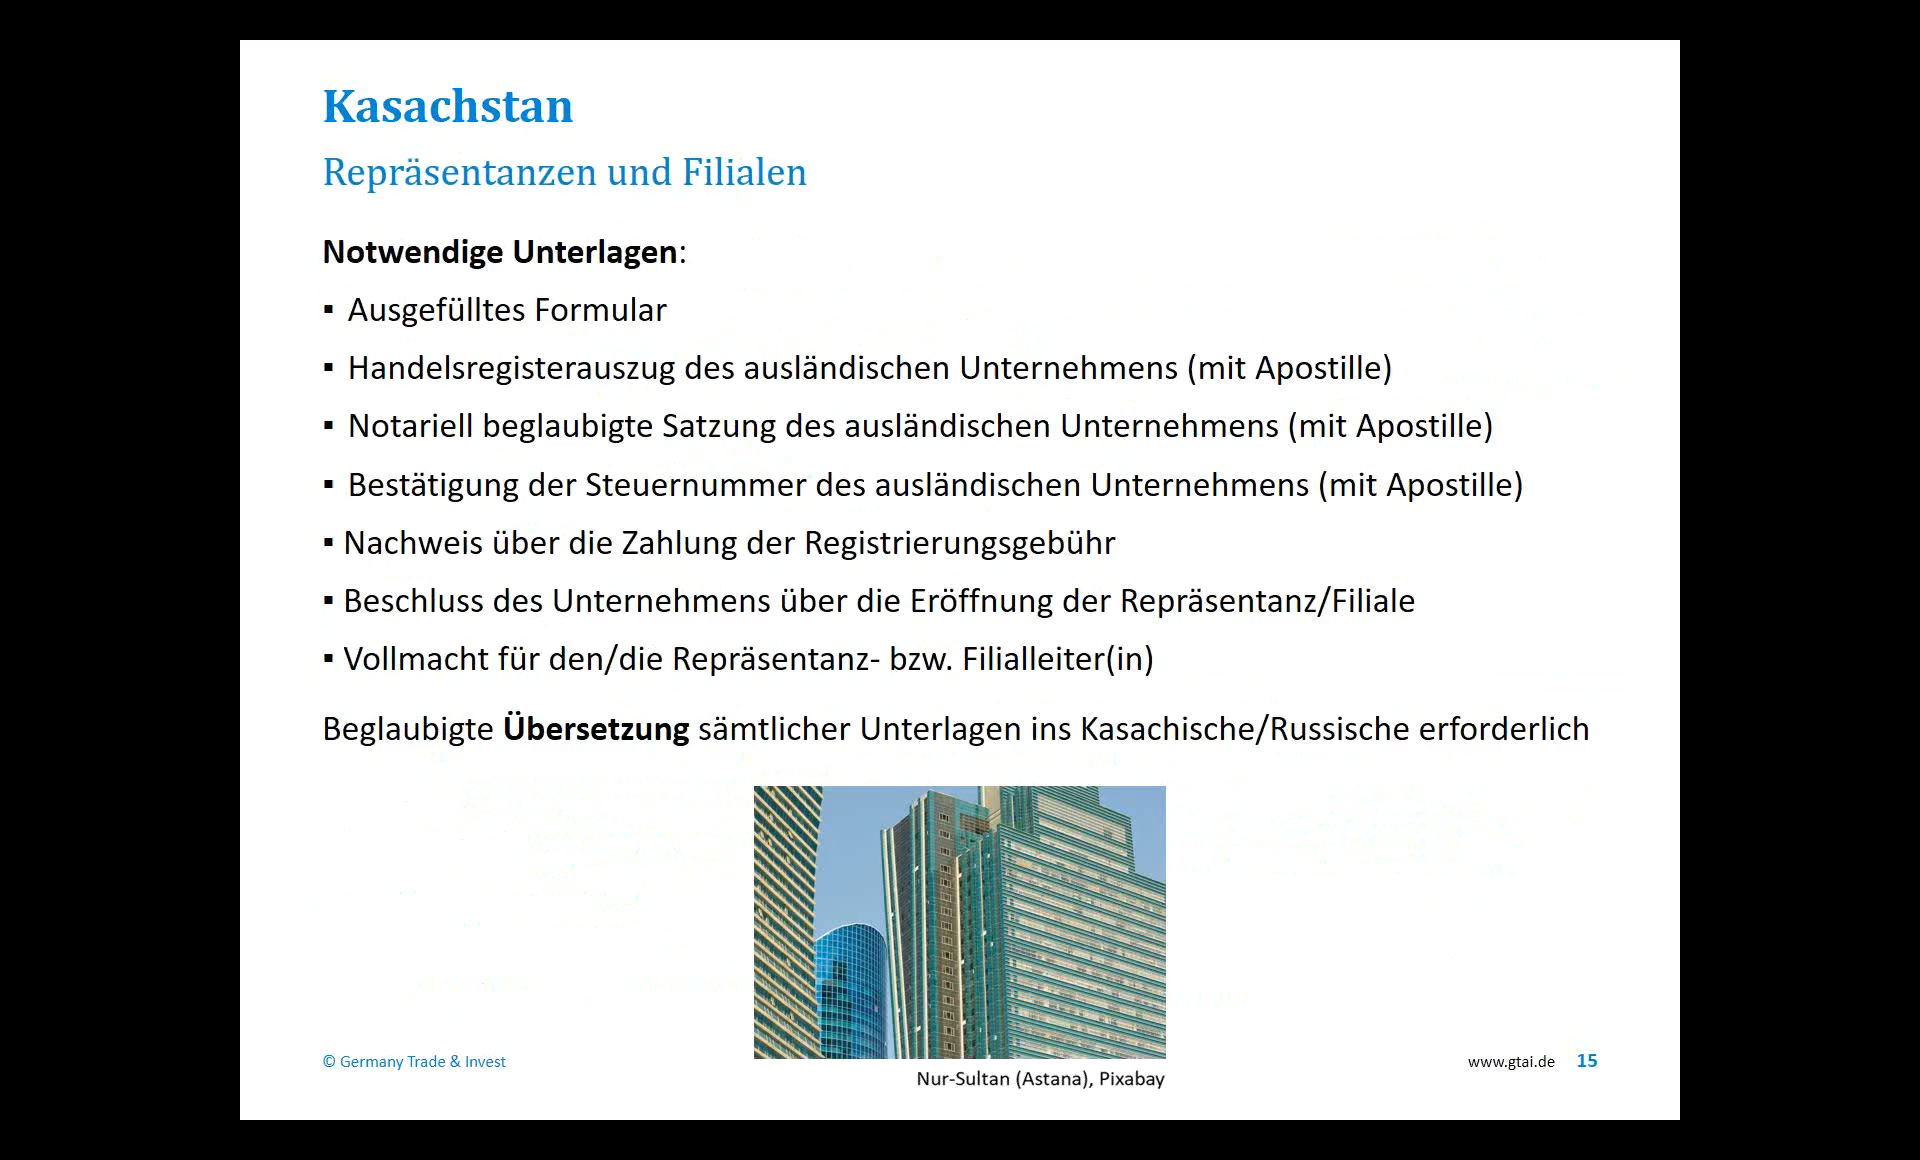 Kasachstan
Repräsentanzen und Filialen
Notwendige Unterlagen:
▪ Ausgefülltes Formular
▪ Handelsregisterauszug des ausländischen Unternehmens (mit Apostille)
▪ Notariell beglaubigte Satzung des ausländischen Unternehmens (mit Apostille)
▪ Bestätigung der Steuernummer des ausländischen Unternehmens (mit Apostille)
▪ Nachweis über die Zahlung der Registrierungsgebühr
▪ Beschluss des Unternehmens über die Eröffnung der Repräsentanz/Filiale
▪ Vollmacht für den/die Repräsentanz- bzw. Filialleiter(in)
Beglaubigte Übersetzung sämtlicher Unterlagen ins Kasachische/Russische erforderlich
© Germany Trade & Invest
www.gtai.de 15
Nur-Sultan (Astana), Pixabay